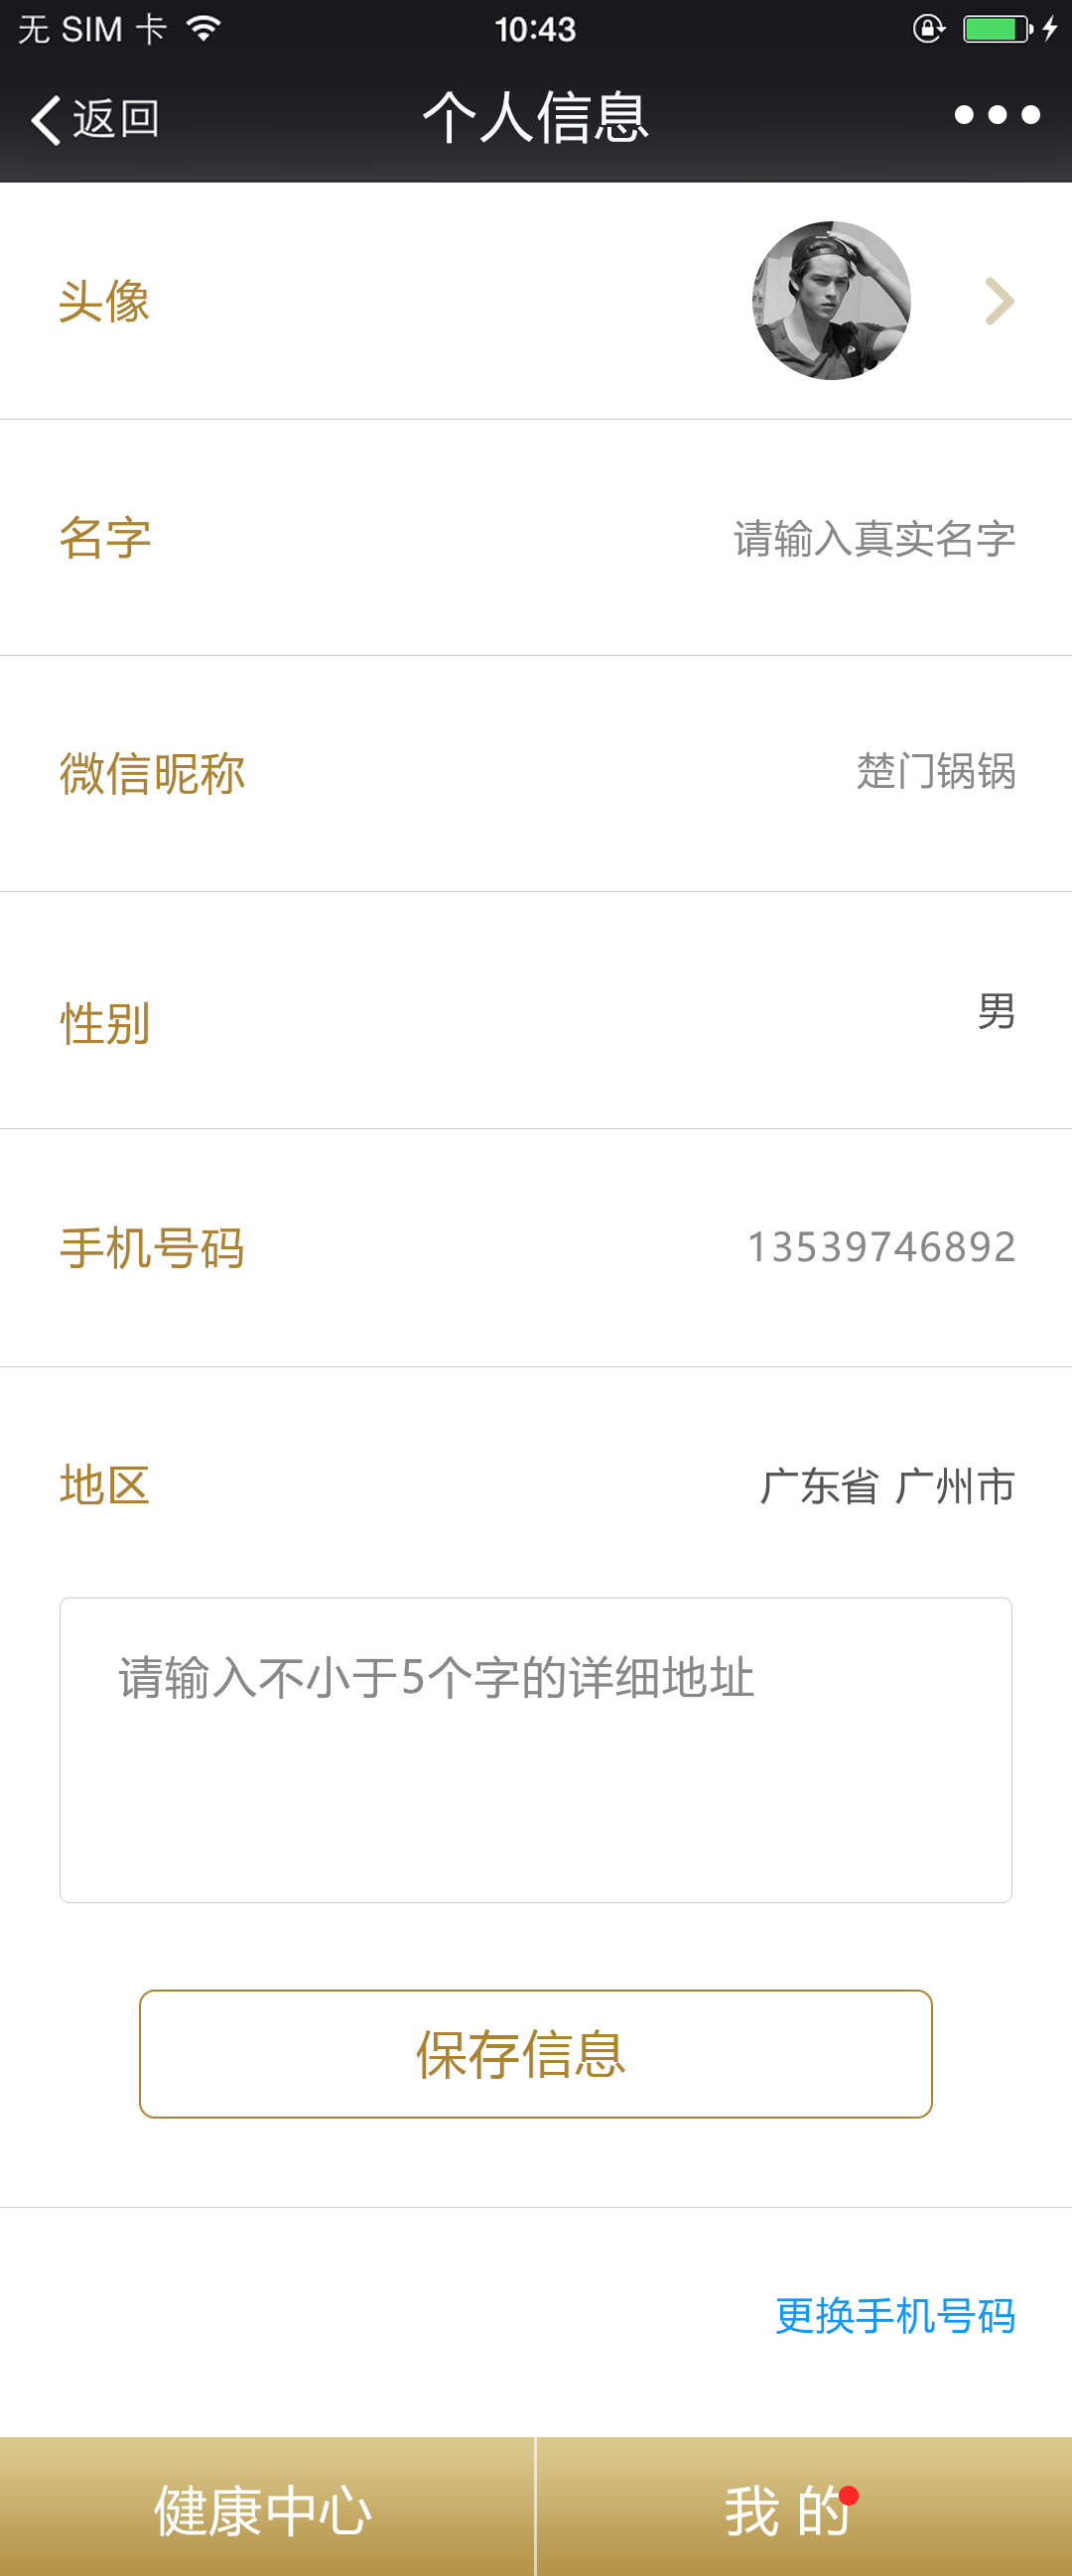 无 SIM 卡 10:43
返回 个人信息
头像
名字 请输入真实名字
微信昵称 楚门锅锅
性别 男
手机号码 13539746892
地区 广东省 广州市
请输入不小于5个字的详细地址
保存信息
更换手机号码
健康中心 我 的